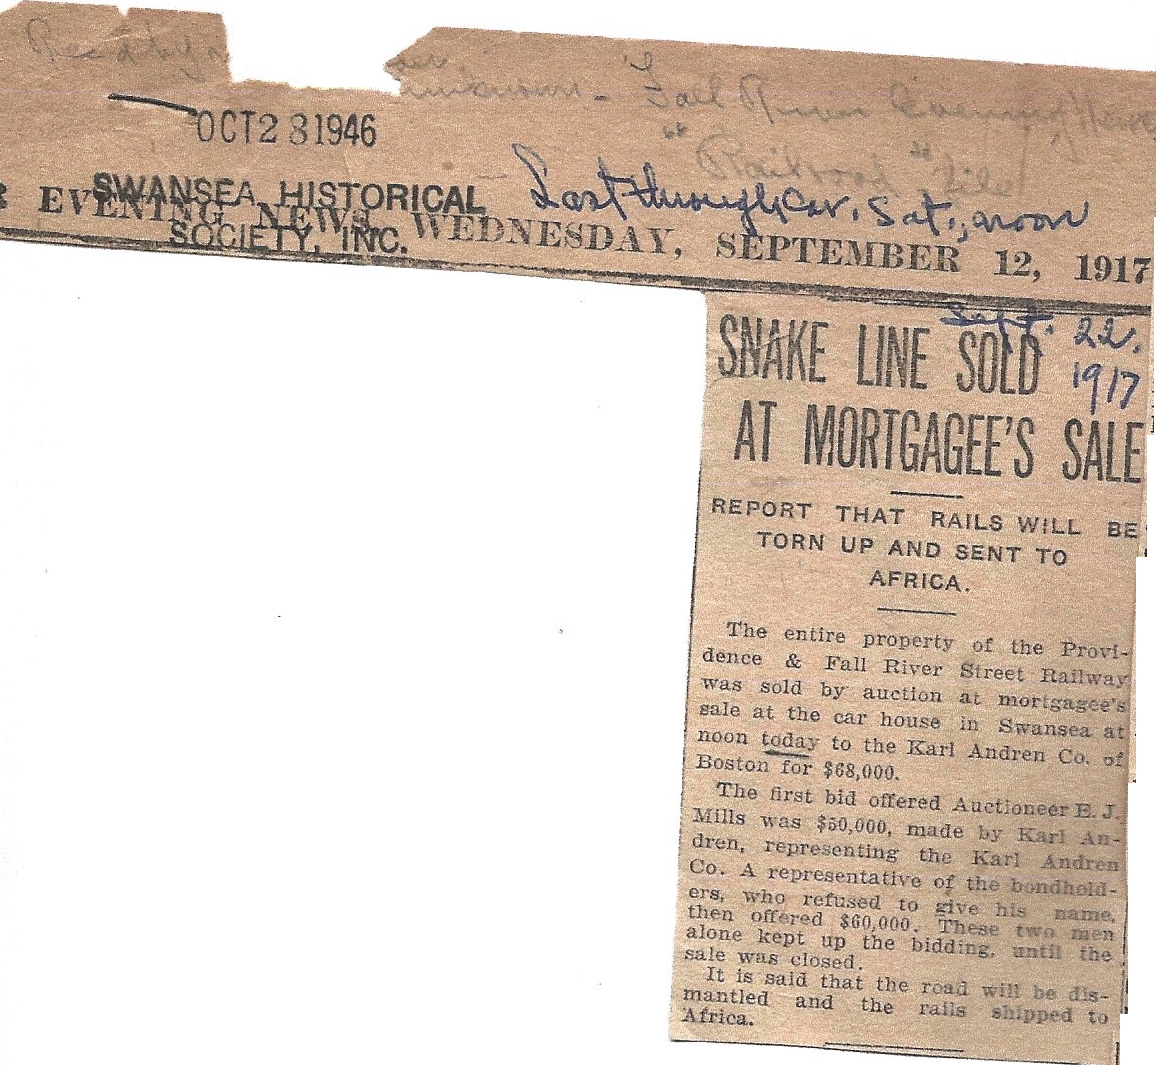 Fall River Evening
OCT 23 1946
"Railroad" file
SWANSEA HISTORICAL
SOCIETY, INC.
Last through car, Sat., noon
Sept. 22,
1917
EVENING NEWS, WEDNESDAY, SEPTEMBER 12, 1917
SNAKE LINE SOLD
AT MORTGAGEE'S SALE
REPORT THAT RAILS WILL BE
TORN UP AND SENT TO
AFRICA.
The entire property of the Provi-
dence & Fall River Street Railway
was sold by auction at mortgagee's
sale at the car house in Swansea at
noon today to the Karl Andren Co. of
Boston for $68,000.
The first bid offered Auctioneer E. J.
Mills was $50,000, made by Karl An-
dren, representing the Karl Andren
Co. A representative of the bondhold-
ers, who refused to give his name,
then offered $60,000. These two men
alone kept up the bidding, until the
sale was closed.
It is said that the road will be dis-
mantled and the rails shipped to
Africa.